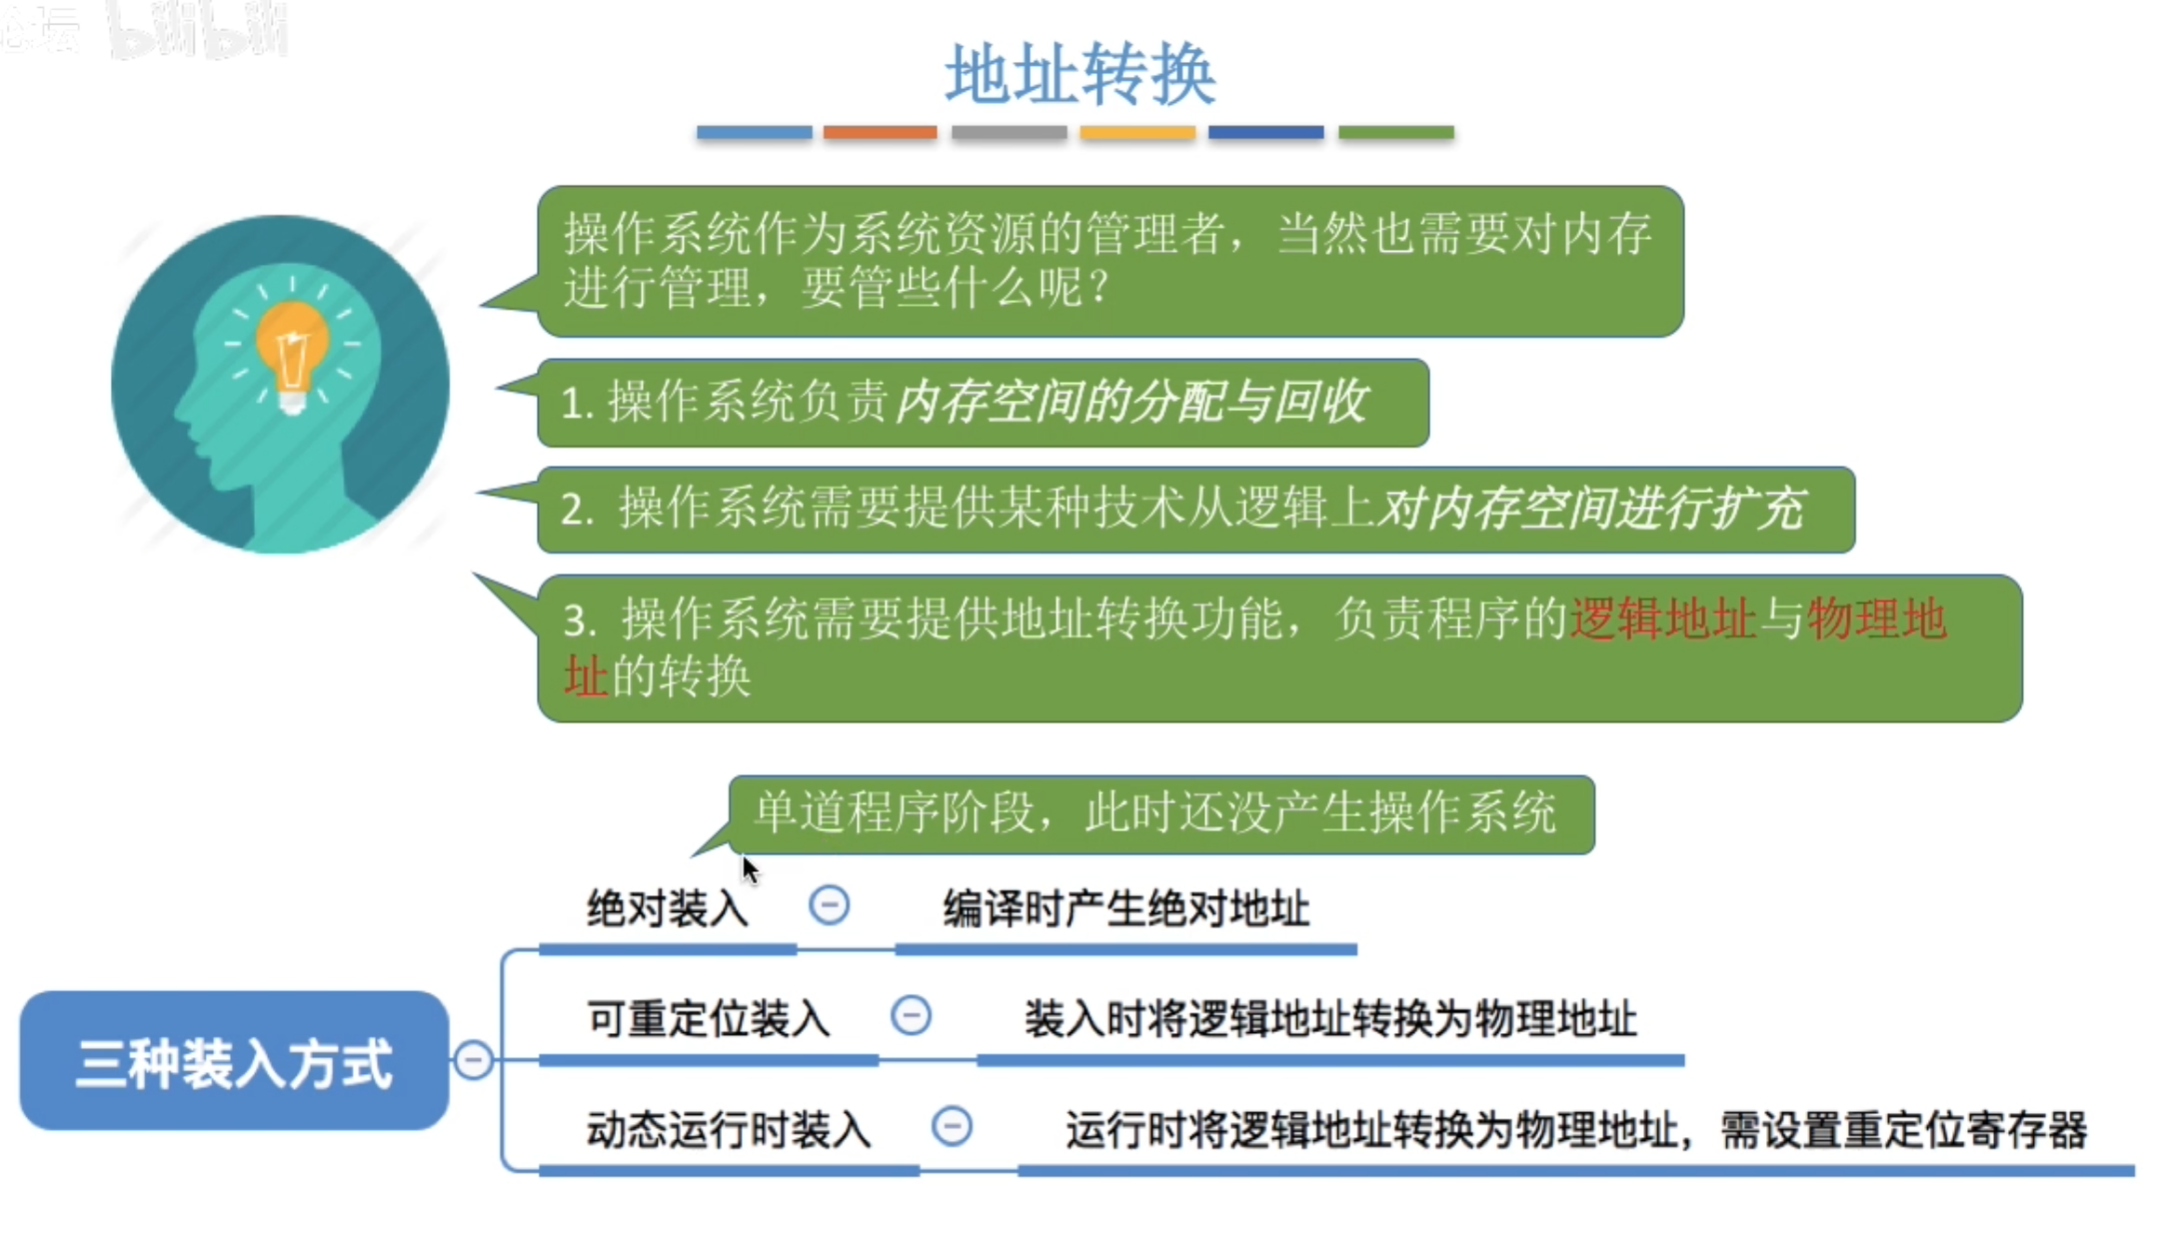 心坛 bilibili
地址转换
操作系统作为系统资源的管理者，当然也需要对内存
进行管理，要管些什么呢？
1. 操作系统负责内存空间的分配与回收
2. 操作系统需要提供某种技术从逻辑上对内存空间进行扩充
3. 操作系统需要提供地址转换功能，负责程序的逻辑地址与物理地
址的转换
单道程序阶段，此时还没产生操作系统
绝对装入 编译时产生绝对地址
可重定位装入 装入时将逻辑地址转换为物理地址
三种装入方式
动态运行时装入 运行时将逻辑地址转换为物理地址，需设置重定位寄存器